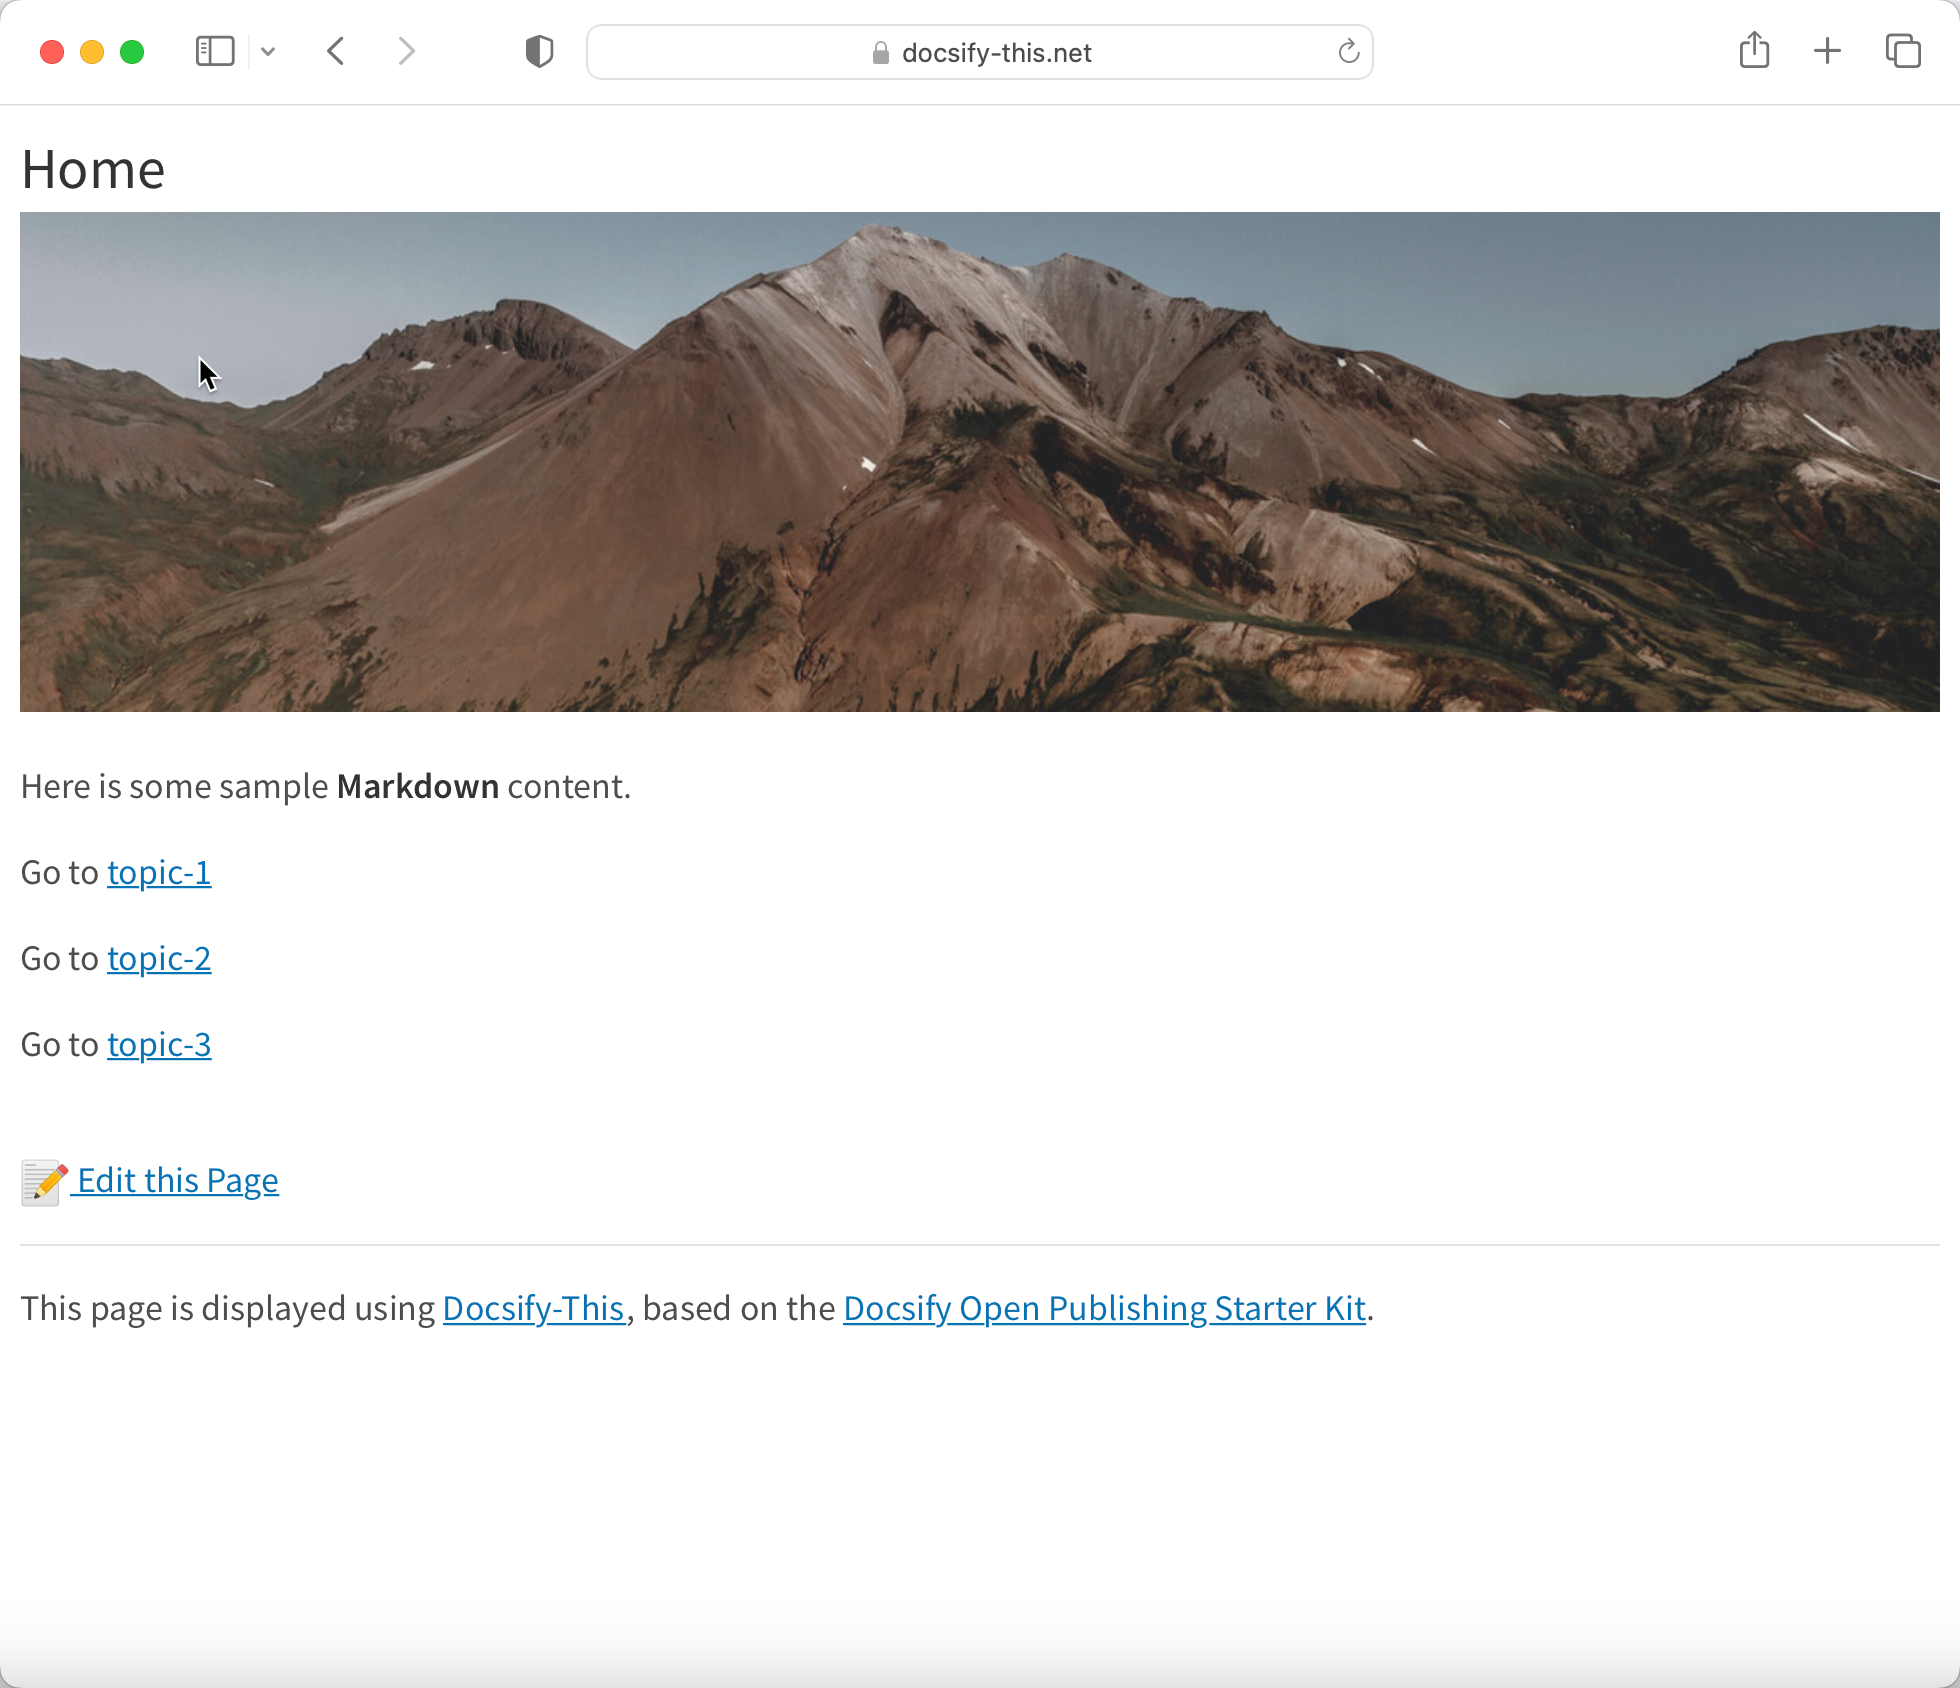 docsify-this.net
Home
Here is some sample Markdown content.
Go to topic-1
Go to topic-2
Go to topic-3
📝 Edit this Page
This page is displayed using Docsify-This, based on the Docsify Open Publishing Starter Kit.